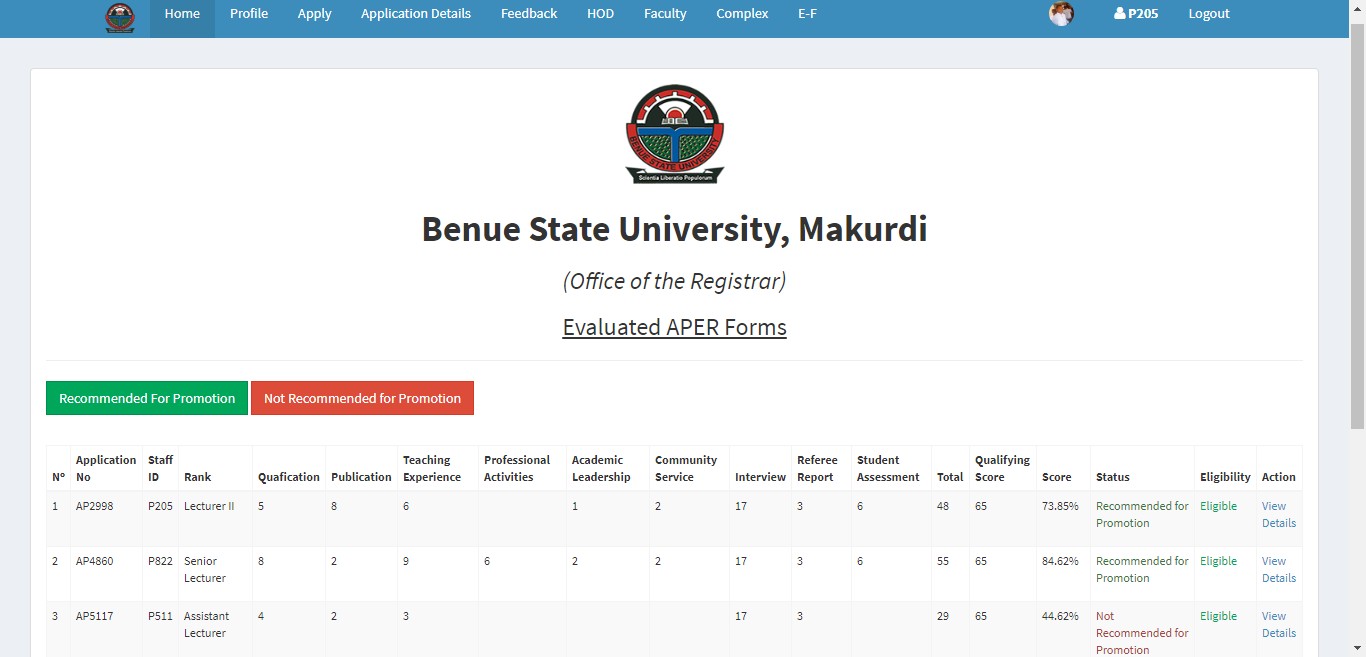 Home Profile Apply Application Details Feedback HOD Faculty Complex E-F P205 Logout
BENUE STATE UNIVERSITY
Scientia Liberatio Populorum
Benue State University, Makurdi
(Office of the Registrar)
Evaluated APER Forms
Recommended For Promotion Not Recommended for Promotion
Nº Application No Staff ID Rank Quafication Publication Teaching Experience Professional Activities Academic Leadership Community Service Interview Referee Report Student Assessment Total Qualifying Score Score Status Eligibility Action
1 AP2998 P205 Lecturer II 5 8 6 1 2 17 3 6 48 65 73.85% Recommended for Promotion Eligible View Details
2 AP4860 P822 Senior Lecturer 8 2 9 6 2 2 17 3 6 55 65 84.62% Recommended for Promotion Eligible View Details
3 AP5117 P511 Assistant Lecturer 4 2 3 17 3 29 65 44.62% Not Recommended for Promotion Eligible View Details